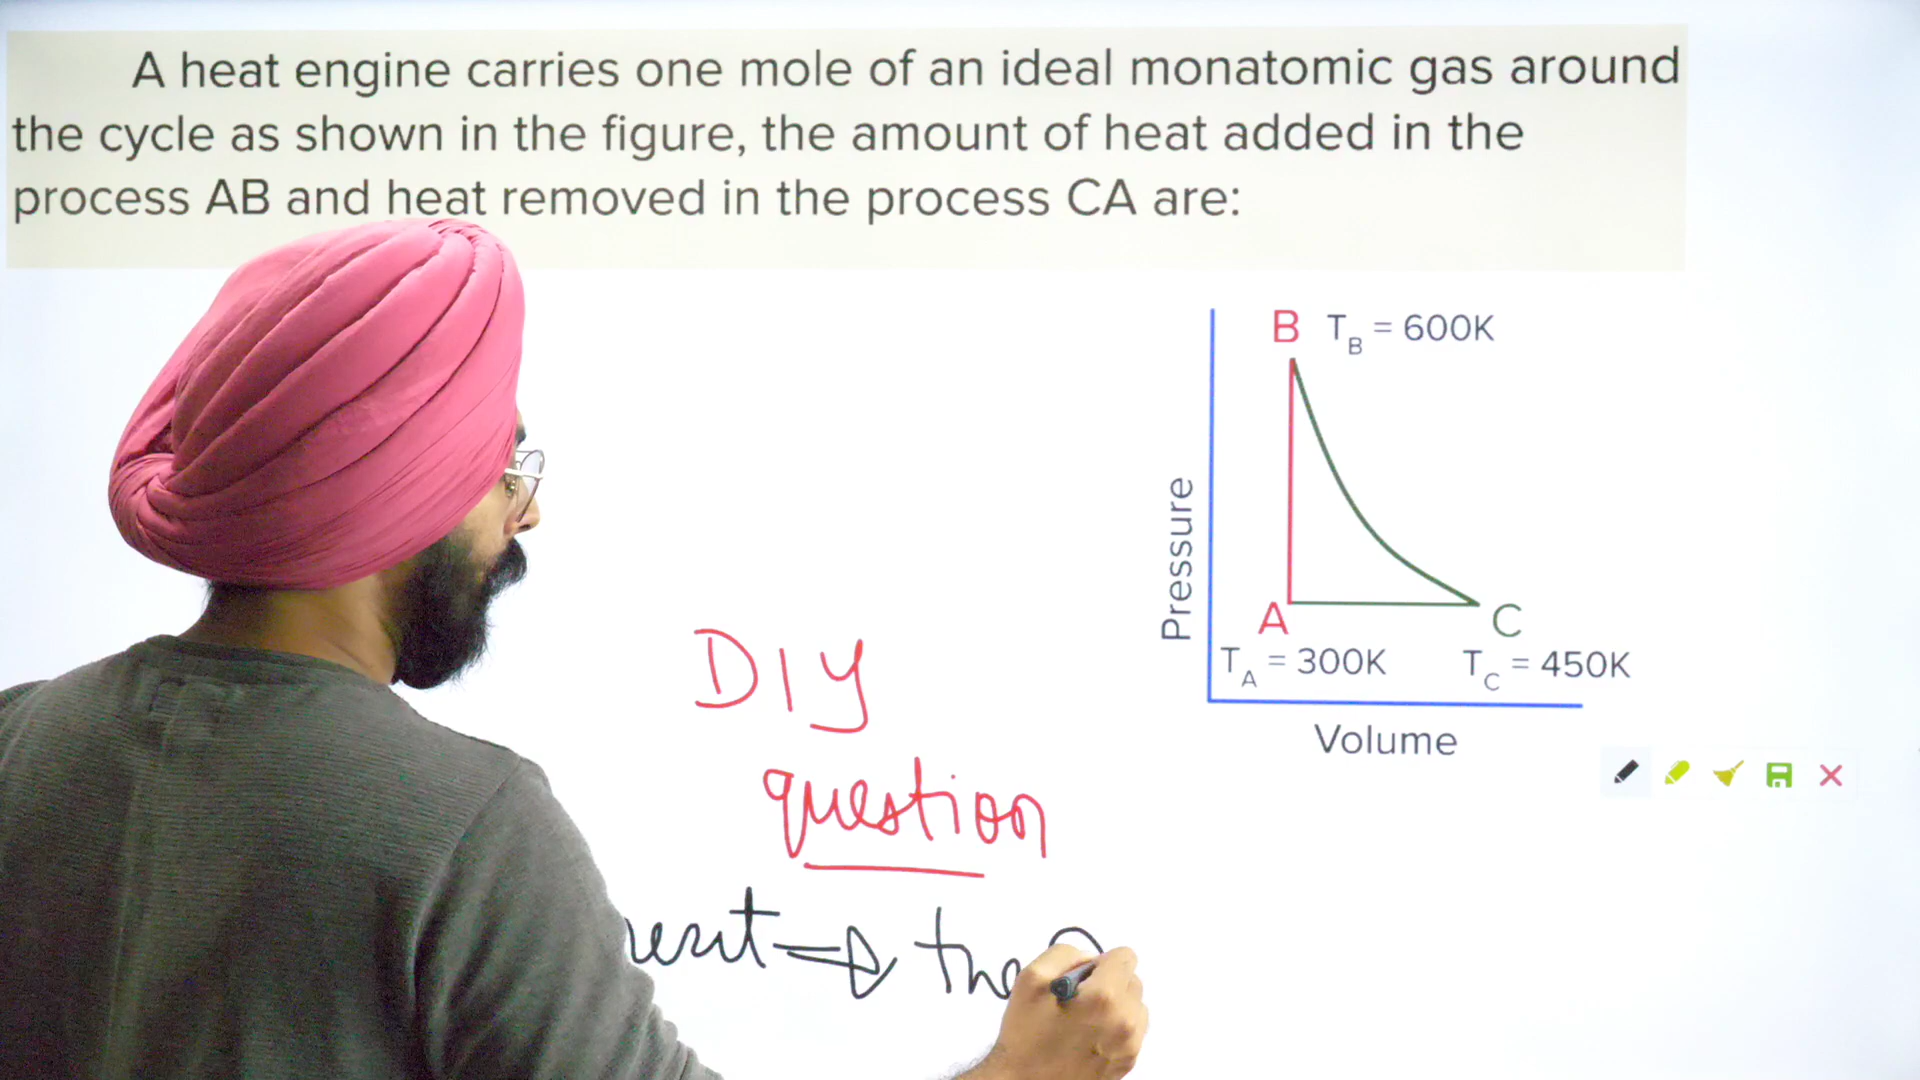 A heat engine carries one mole of an ideal monatomic gas around
the cycle as shown in the figure, the amount of heat added in the
process AB and heat removed in the process CA are:
B T_B = 600K
Pressure
A
C
T_A = 300K
T_C = 450K
Volume
DIY
question